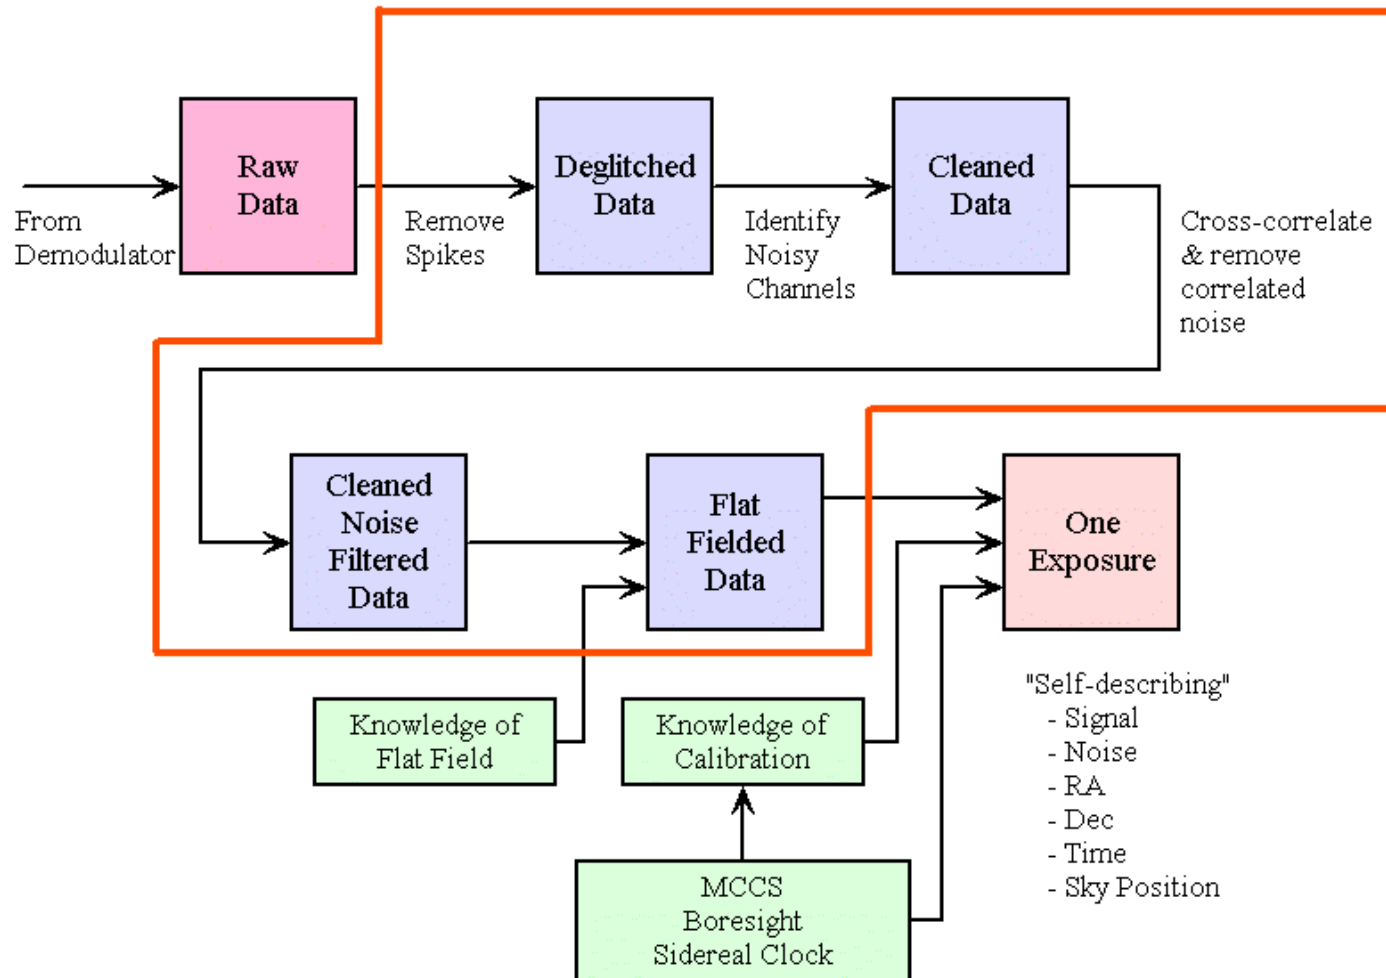 Raw
Data
Deglitched
Data
Cleaned
Data
From
Demodulator
Remove
Spikes
Identify
Noisy
Channels
Cross-correlate
& remove
correlated
noise
Cleaned
Noise
Filtered
Data
Flat
Fielded
Data
One
Exposure
Knowledge of
Flat Field
Knowledge of
Calibration
"Self-describing"
- Signal
- Noise
- RA
- Dec
- Time
- Sky Position
MCCS
Boresight
Sidereal Clock